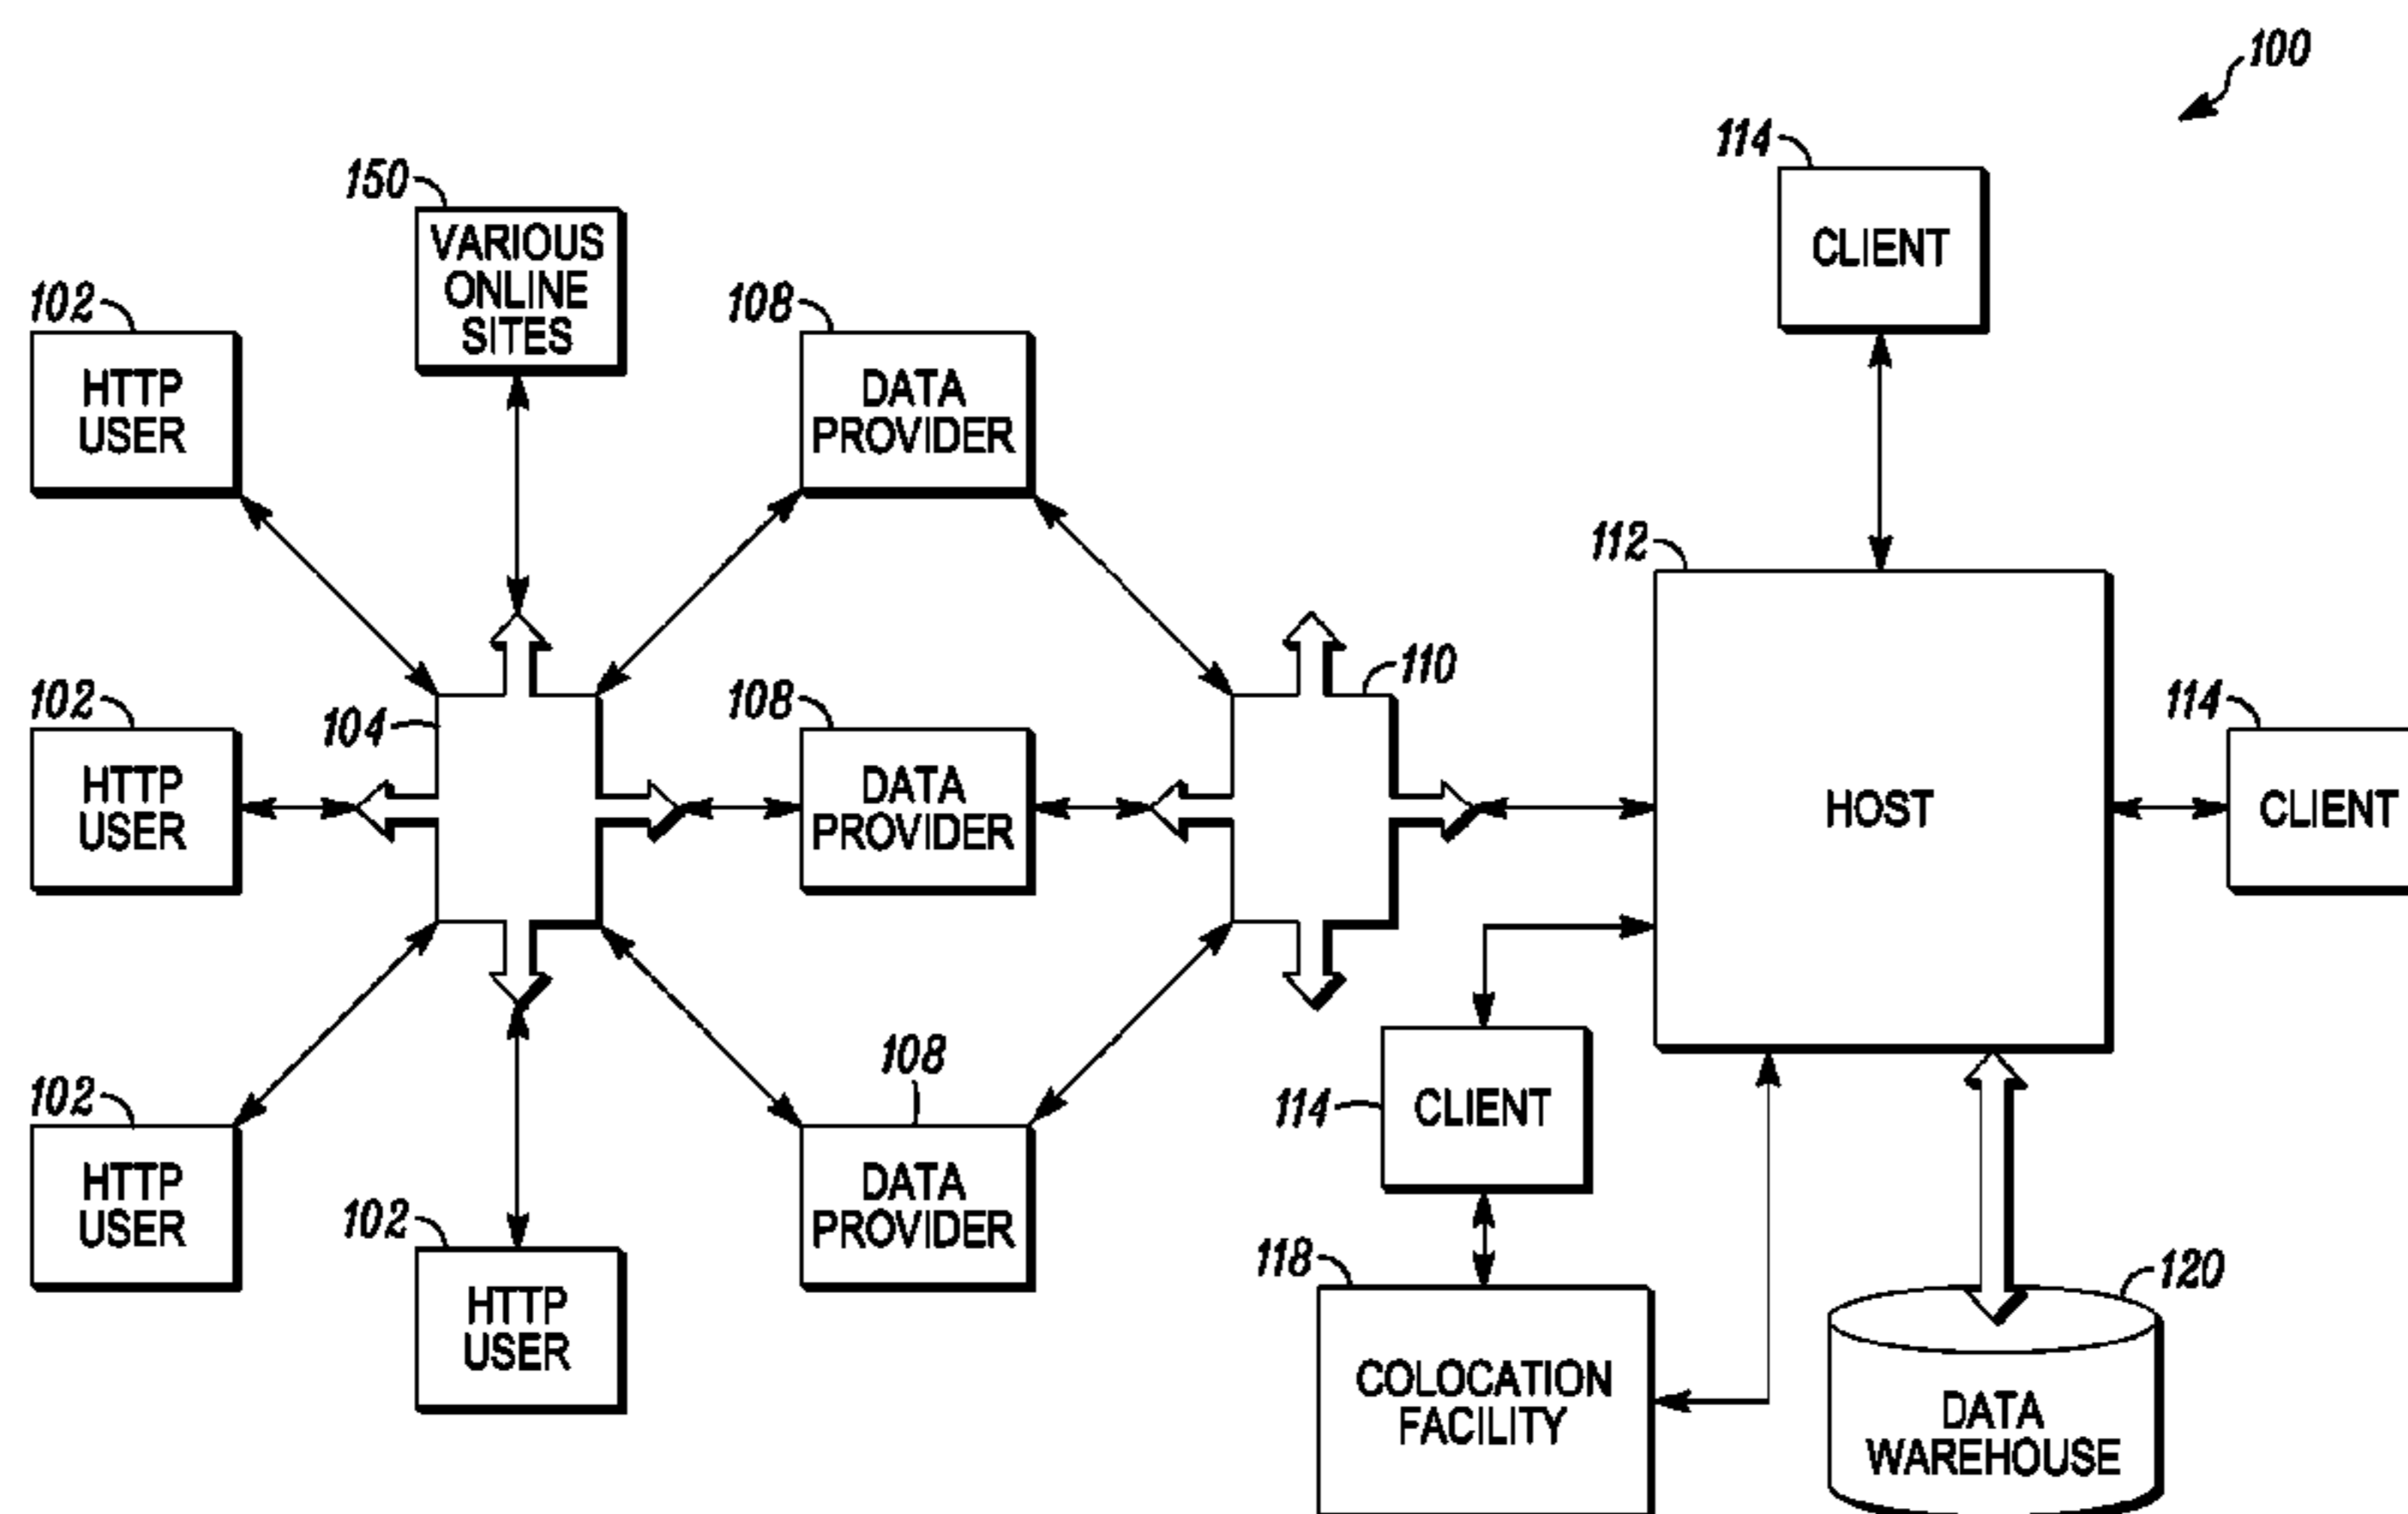 100
114
CLIENT
150
VARIOUS
ONLINE
SITES
102
HTTP
USER
108
DATA
PROVIDER
112
HOST
110
102
HTTP
USER
104
108
DATA
PROVIDER
114
CLIENT
102
HTTP
USER
102
HTTP
USER
108
DATA
PROVIDER
114
CLIENT
118
COLOCATION
FACILITY
120
DATA
WAREHOUSE